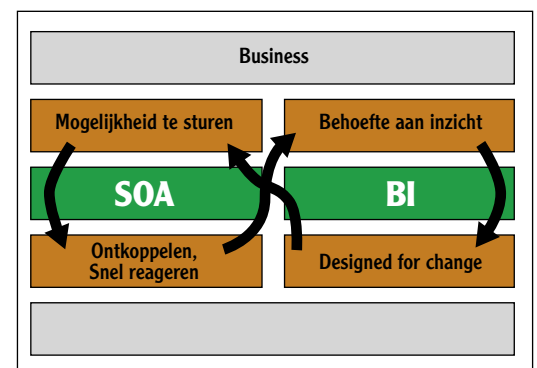 Business
Mogelijkheid te sturen
Behoefte aan inzicht
SOA
BI
Ontkoppelen,
Snel reageren
Designed for change